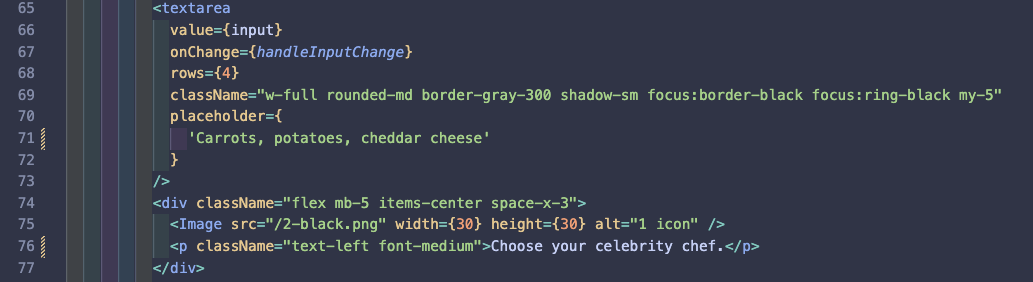 65 <textarea
66 value={input}
67 onChange={handleInputChange}
68 rows={4}
69 className="w-full rounded-md border-gray-300 shadow-sm focus:border-black focus:ring-black my-5"
70 placeholder={
71 'Carrots, potatoes, cheddar cheese'
72 }
73 />
74 <div className="flex mb-5 items-center space-x-3">
75 <Image src="/2-black.png" width={30} height={30} alt="1 icon" />
76 <p className="text-left font-medium">Choose your celebrity chef.</p>
77 </div>